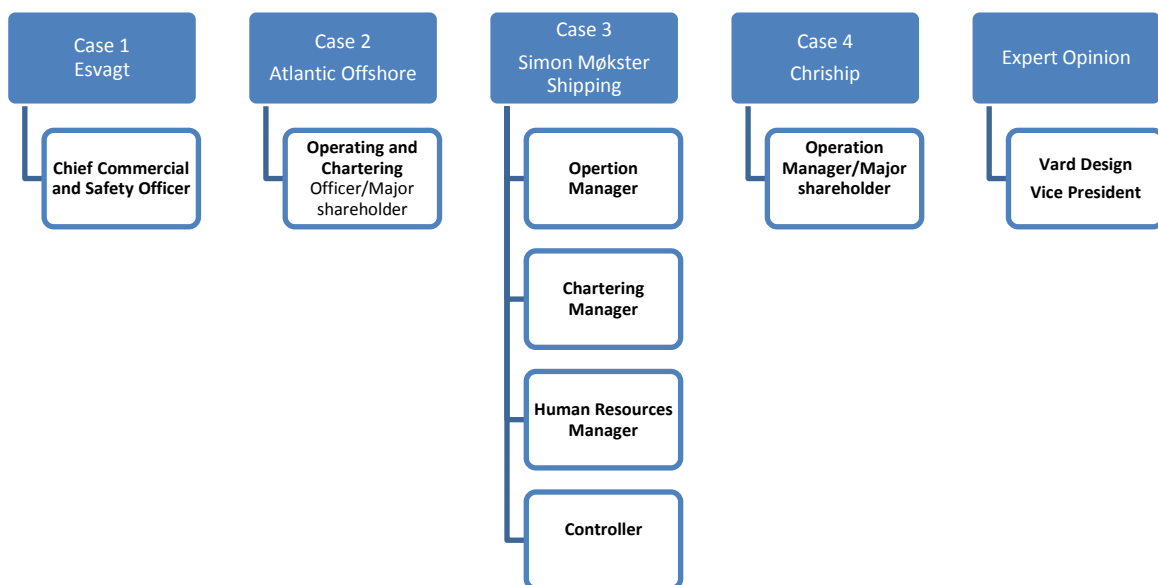 Case 1
Esvagt
Chief Commercial
and Safety Officer
Case 2
Atlantic Offshore
Operating and
Chartering
Officer/Major
shareholder
Case 3
Simon Møkster
Shipping
Opertion
Manager
Chartering
Manager
Human Resources
Manager
Controller
Case 4
Chriship
Operation
Manager/Major
shareholder
Expert Opinion
Vard Design
Vice President